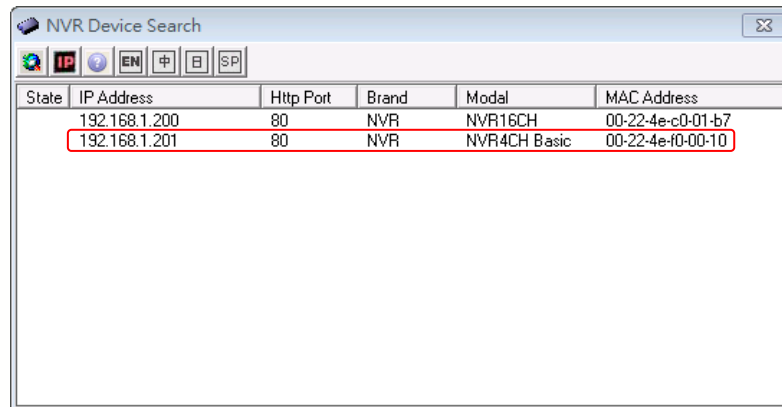 NVR Device Search
IP EN 中 日 SP
State IP Address Http Port Brand Modal MAC Address
192.168.1.200 80 NVR NVR16CH 00-22-4e-c0-01-b7
192.168.1.201 80 NVR NVR4CH Basic 00-22-4e-f0-00-10